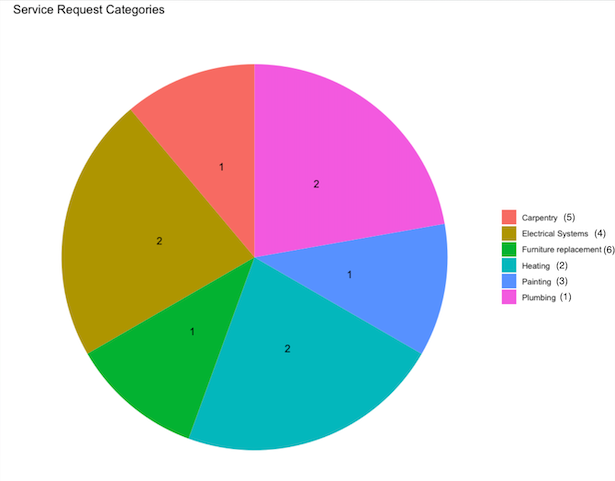 Service Request Categories
1
2
2
1
1
2
Carpentry (5)
Electrical Systems (4)
Furniture replacement (6)
Heating (2)
Painting (3)
Plumbing (1)